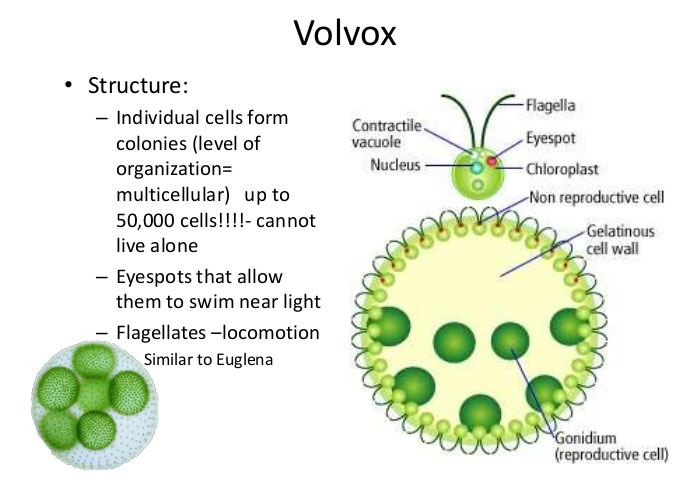 Volvox
• Structure:
– Individual cells form
colonies (level of
organization=
multicellular) up to
50,000 cells!!!!- cannot
live alone
– Eyespots that allow
them to swim near light
– Flagellates –locomotion
Similar to Euglena
Flagella
Contractile
vacuole
Eyespot
Nucleus
Chloroplast
Non reproductive cell
Gelatinous
cell wall
Gonidium
(reproductive cell)